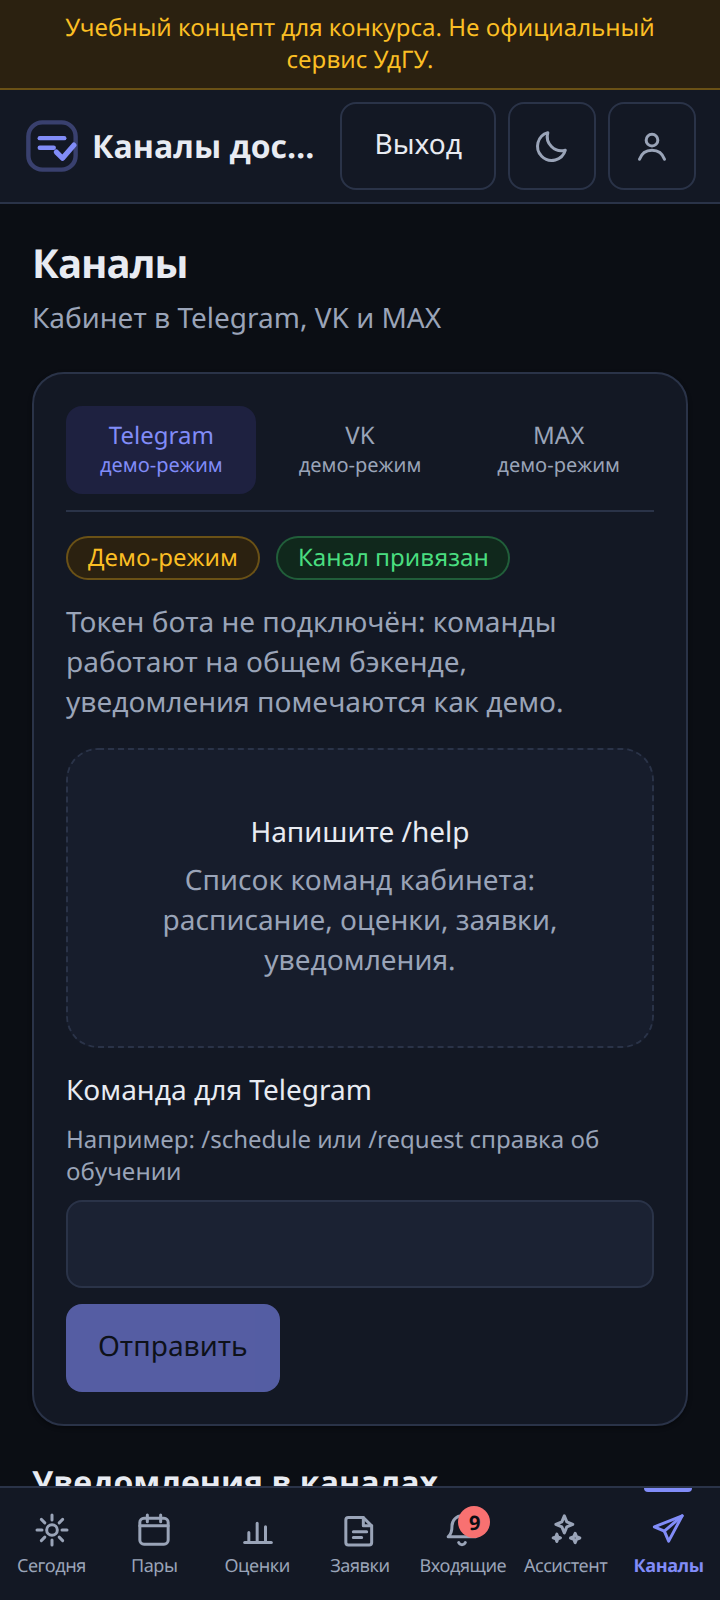 Учебный концепт для конкурса. Не официальный
сервис УдГУ.
Каналы дос...
Выход
Каналы
Кабинет в Telegram, VK и MAX
Telegram
демо-режим
VK
демо-режим
MAX
демо-режим
Демо-режим
Канал привязан
Токен бота не подключён: команды
работают на общем бэкенде,
уведомления помечаются как демо.
Напишите /help
Список команд кабинета:
расписание, оценки, заявки,
уведомления.
Команда для Telegram
Например: /schedule или /request справка об
обучении
Отправить
Уведомления в каналах
9
Сегодня
Пары
Оценки
Заявки
Входящие
Ассистент
Каналы